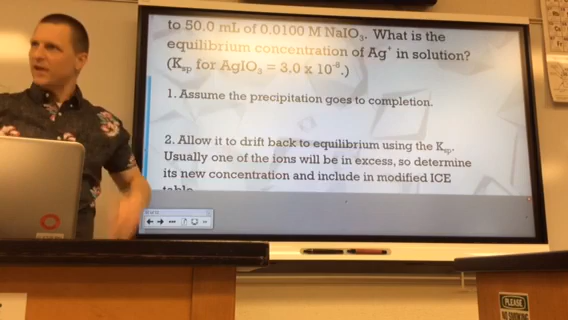 to 50.0 mL of 0.0100 M NaIO₃. What is the
equilibrium concentration of Ag⁺ in solution?
(Kₛₚ for AgIO₃ = 3.0 x 10⁻⁸.)
1. Assume the precipitation goes to completion.
2. Allow it to drift back to equilibrium using the Kₛₚ.
Usually one of the ions will be in excess, so determine
its new concentration and include in modified ICE
table
PLEASE
NO SMOKING